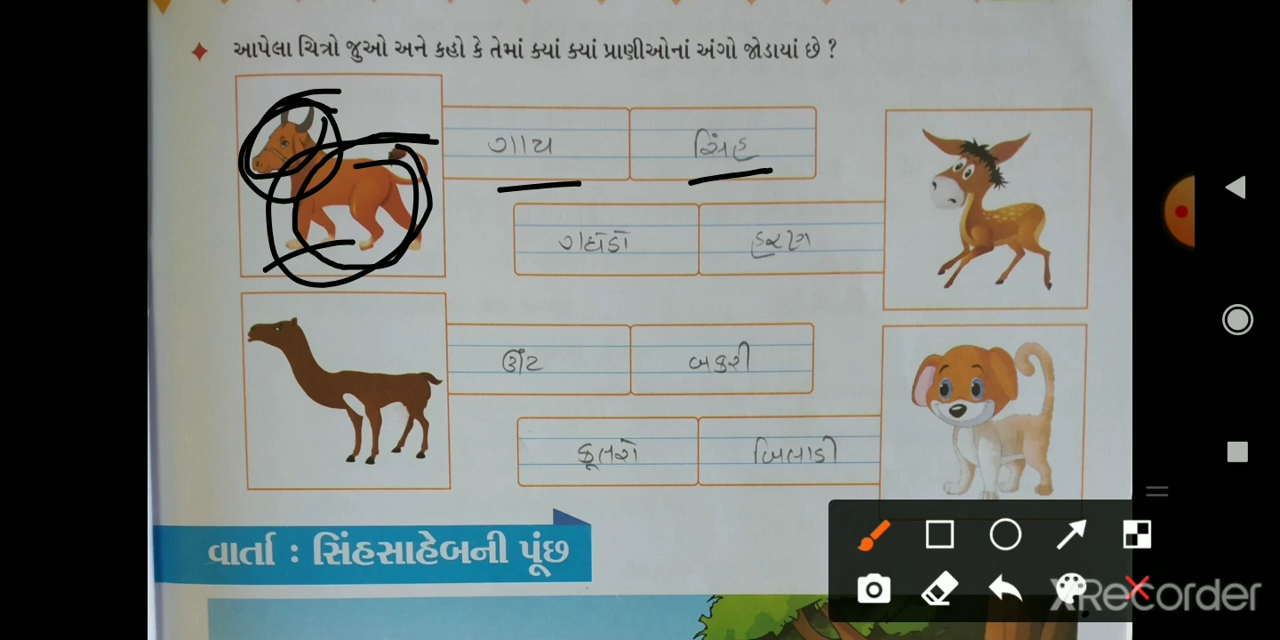 આપેલા ચિત્રો જુઓ અને કહો કે તેમાં ક્યાં ક્યાં પ્રાણીઓનાં અંગો જોડાયાં છે ?
ગાય સિંહ
ગધેડો હરણ
ઊંટ બકરી
કૂતરો બિલાડી
વાર્તા : સિંહસાહેબની પૂંછ
XRecorder